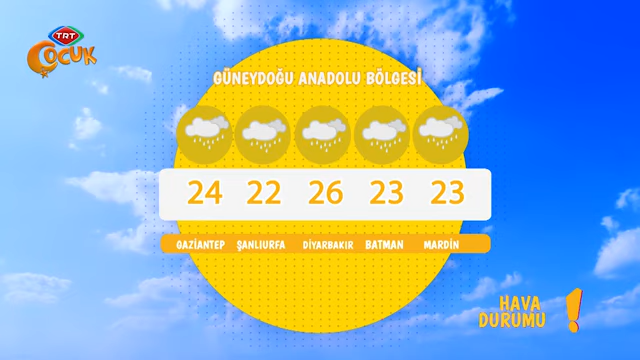 TRT
ÇOCUK
GÜNEYDOĞU ANADOLU BÖLGESİ
24 22 26 23 23
GAZİANTEP ŞANLIURFA DİYARBAKIR BATMAN MARDİN
HAVA
DURUMU !